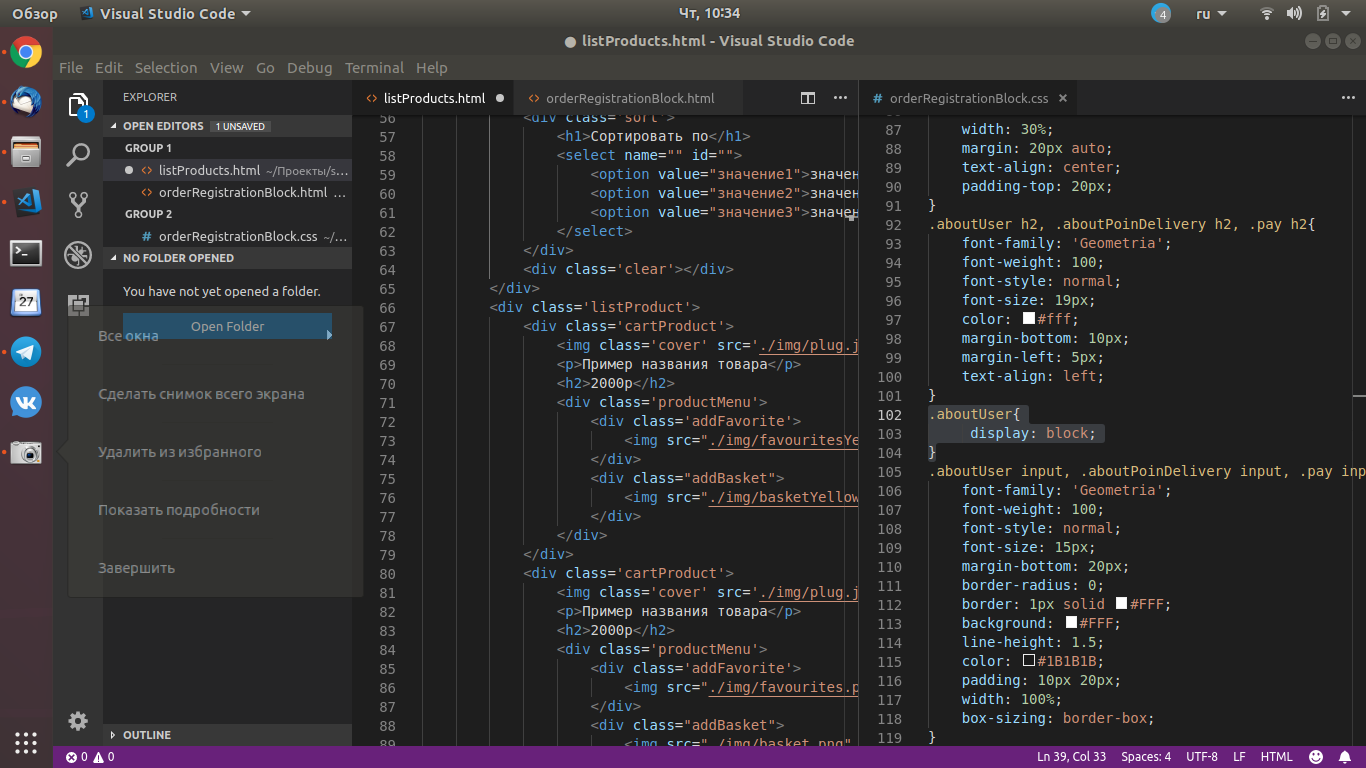 Обзор Visual Studio Code Чт, 10:34 4 ru
listProducts.html - Visual Studio Code
File Edit Selection View Go Debug Terminal Help
27
1
EXPLORER
OPEN EDITORS 1 UNSAVED
GROUP 1
listProducts.html ~/Проекты/s...
orderRegistrationBlock.html ...
GROUP 2
# orderRegistrationBlock.css ~/...
NO FOLDER OPENED
You have not yet opened a folder.
Open Folder
Все окна
Сделать снимок всего экрана
Удалить из избранного
Показать подробности
Завершить
OUTLINE
listProducts.html orderRegistrationBlock.html
56 <div class="sort">
57 <h1>Сортировать по</h1>
58 <select name="" id="">
59 <option value="значение1">значен
60 <option value="значение2">значен
61 <option value="значение3">значен
62 </select>
63 </div>
64 <div class='clear'></div>
65 </div>
66 <div class='listProduct'>
67 <div class='cartProduct'>
68 <img class='cover' src='./img/plug.j
69 <p>Пример названия товара</p>
70 <h2>2000р</h2>
71 <div class='productMenu'>
72 <div class='addFavorite'>
73 <img src="./img/favouritesYe
74 </div>
75 <div class="addBasket">
76 <img src="./img/basketYellow
77 </div>
78 </div>
79 </div>
80 <div class='cartProduct'>
81 <img class='cover' src='./img/plug.j
82 <p>Пример названия товара</p>
83 <h2>2000р</h2>
84 <div class='productMenu'>
85 <div class='addFavorite'>
86 <img src="./img/favourites.p
87 </div>
88 <div class="addBasket">
89 <img src="./img/basket.png"
# orderRegistrationBlock.css
87 width: 30%;
88 margin: 20px auto;
89 text-align: center;
90 padding-top: 20px;
91 }
92 .aboutUser h2, .aboutPoinDelivery h2, .pay h2{
93 font-family: 'Geometria';
94 font-weight: 100;
95 font-style: normal;
96 font-size: 19px;
97 color: #fff;
98 margin-bottom: 10px;
99 margin-left: 5px;
100 text-align: left;
101 }
102 .aboutUser{
103 display: block;
104 }
105 .aboutUser input, .aboutPoinDelivery input, .pay inp
106 font-family: 'Geometria';
107 font-weight: 100;
108 font-style: normal;
109 font-size: 15px;
110 margin-bottom: 20px;
111 border-radius: 0;
112 border: 1px solid #FFF;
113 background: #FFF;
114 line-height: 1.5;
115 color: #1B1B1B;
116 padding: 10px 20px;
117 width: 100%;
118 box-sizing: border-box;
119 }
0 0 Ln 39, Col 33 Spaces: 4 UTF-8 LF HTML